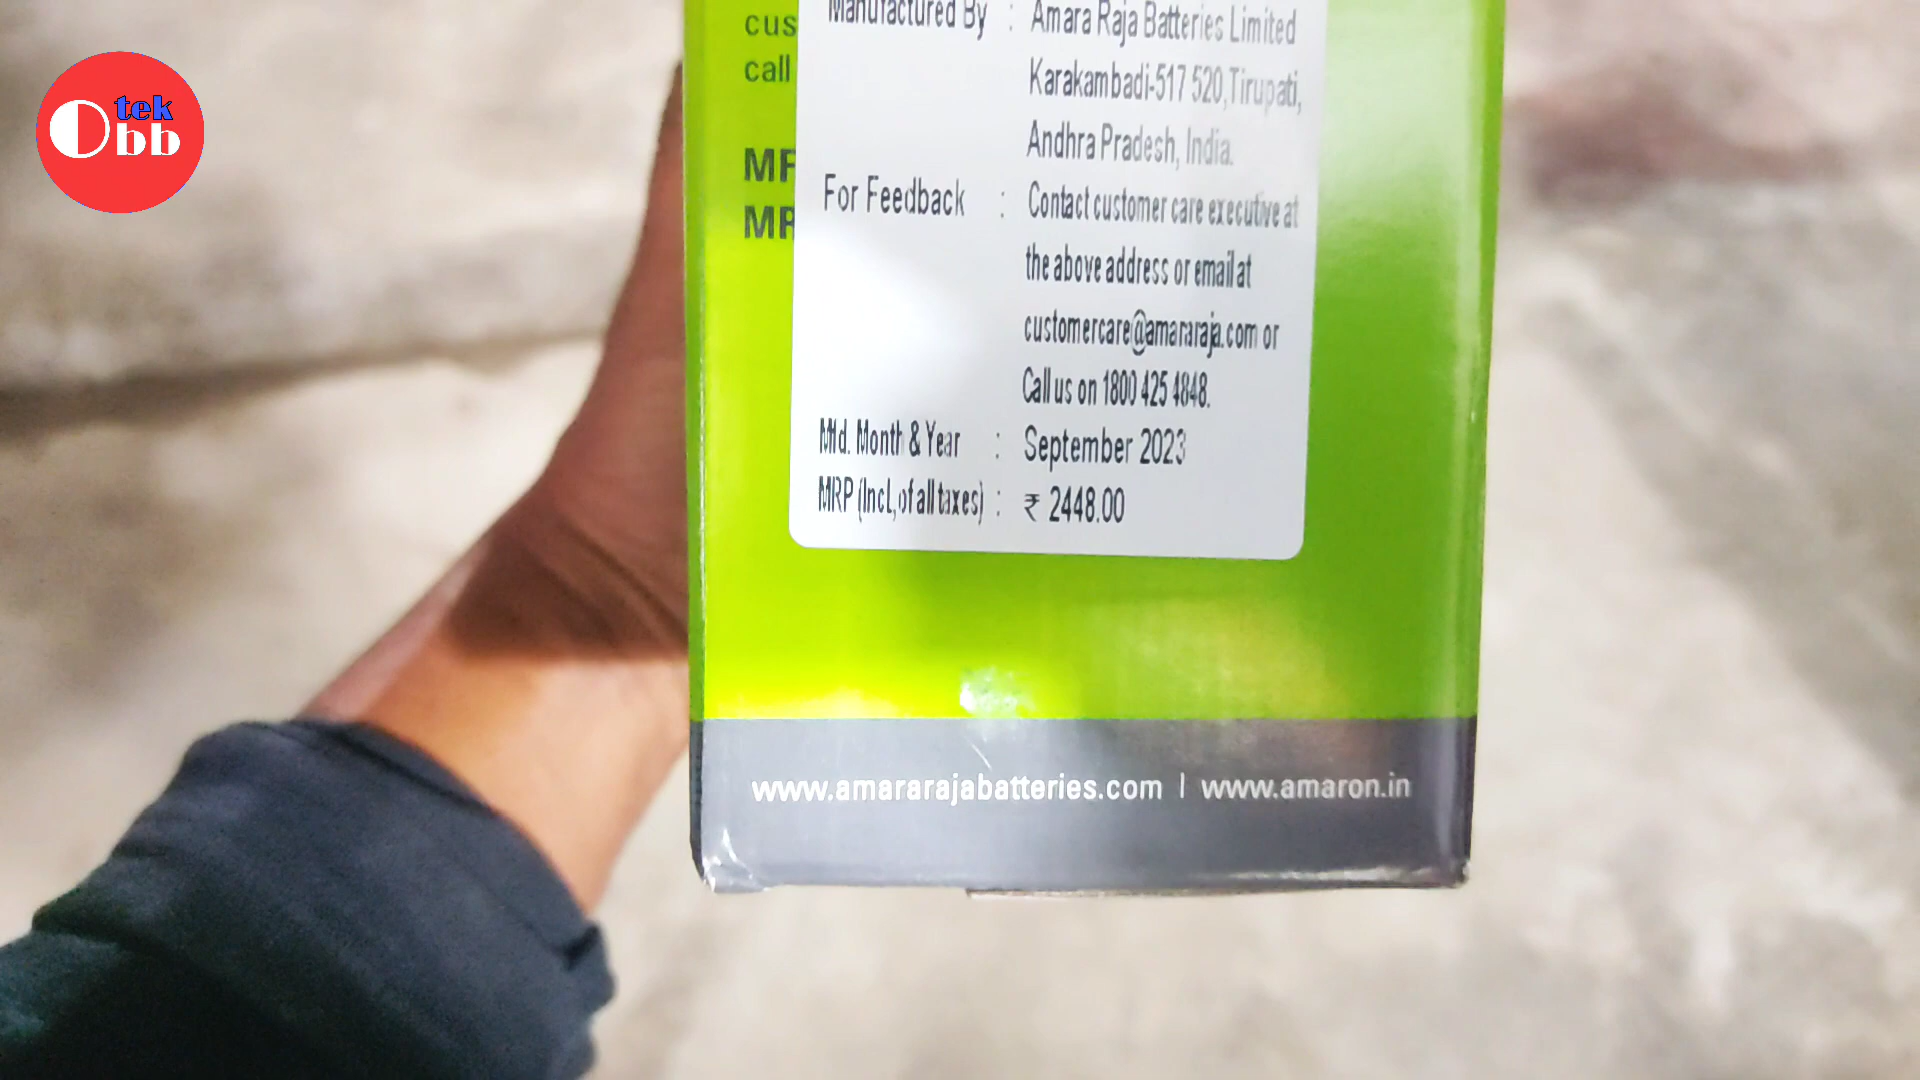 tek
Obb
cus
call
MF
MR
Manufactured By : Amara Raja Batteries Limited
Karakambadi-517 520,Tirupati,
Andhra Pradesh, India.
For Feedback : Contact customer care executive at
the above address or email at
customercare@amararaja.com or
Call us on 1800 425 4848.
Mfd. Month & Year : September 2023
MRP (Incl,of all taxes) : ₹ 2448.00
www.amararajabatteries.com | www.amaron.in